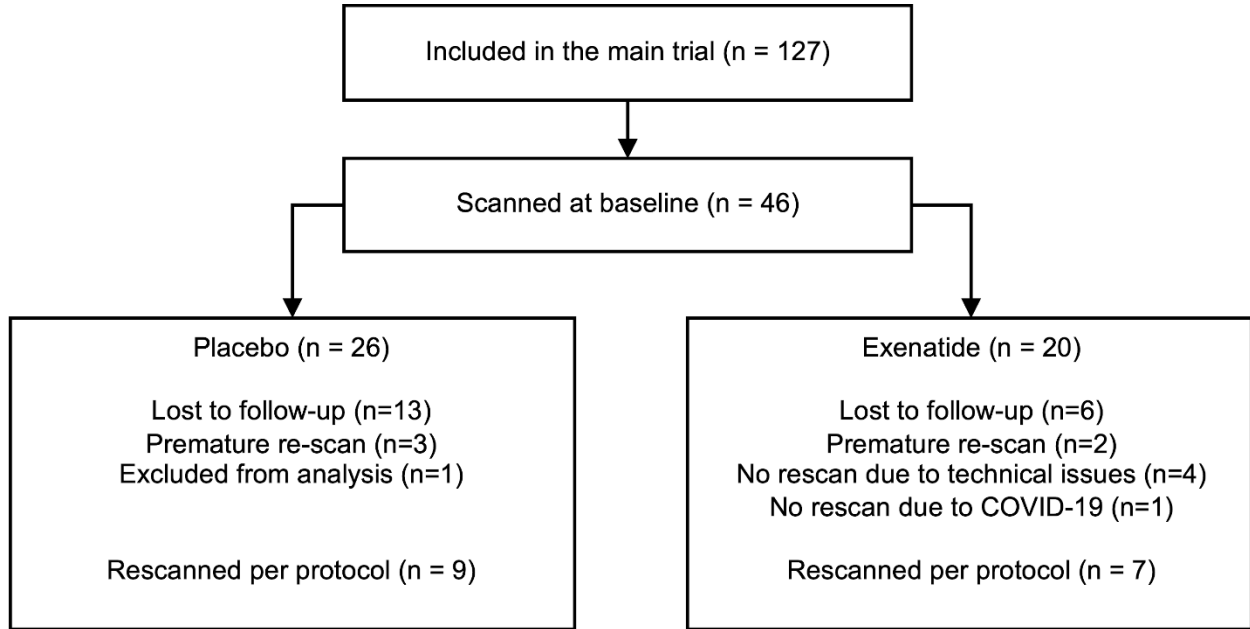 Included in the main trial (n = 127)
Scanned at baseline (n = 46)
Placebo (n = 26)
Lost to follow-up (n=13)
Premature re-scan (n=3)
Excluded from analysis (n=1)
Rescanned per protocol (n = 9)
Exenatide (n = 20)
Lost to follow-up (n=6)
Premature re-scan (n=2)
No rescan due to technical issues (n=4)
No rescan due to COVID-19 (n=1)
Rescanned per protocol (n = 7)